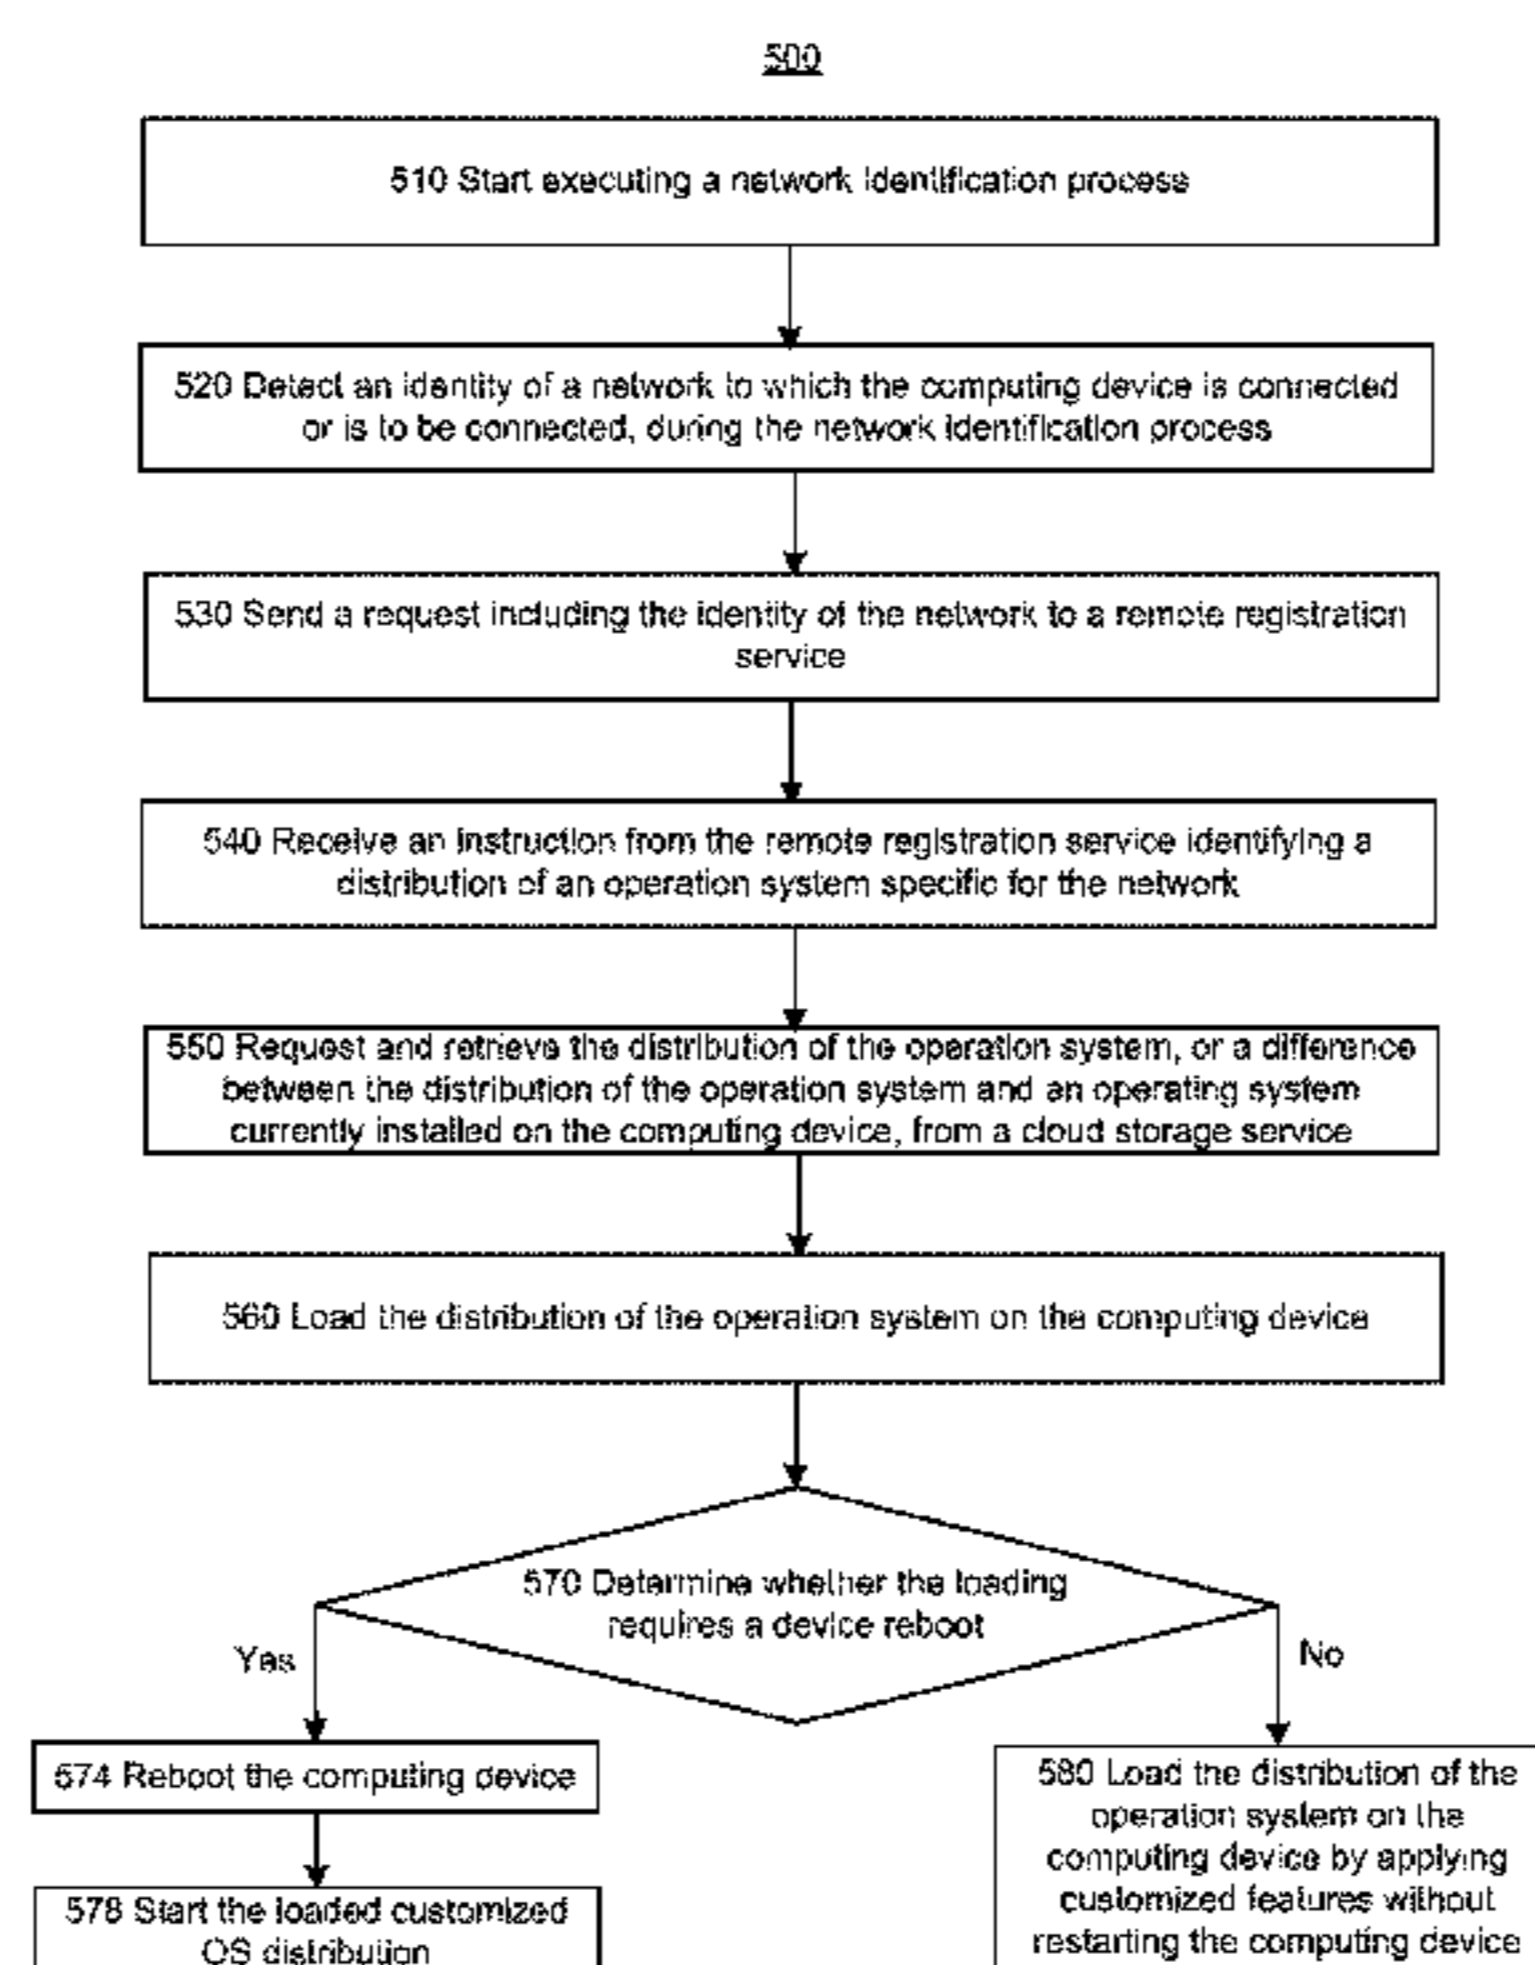 500
510 Start executing a network identification process
520 Detect an identity of a network to which the computing device is connected
or is to be connected, during the network identification process
530 Send a request including the identity of the network to a remote registration
service
540 Receive an instruction from the remote registration service identifying a
distribution of an operation system specific for the network
550 Request and retrieve the distribution of the operation system, or a difference
between the distribution of the operation system and an operating system
currently installed on the computing device, from a cloud storage service
560 Load the distribution of the operation system on the computing device
570 Determine whether the loading
requires a device reboot
Yes
No
574 Reboot the computing device
578 Start the loaded customized
OS distribution
580 Load the distribution of the
operation system on the
computing device by applying
customized features without
restarting the computing device